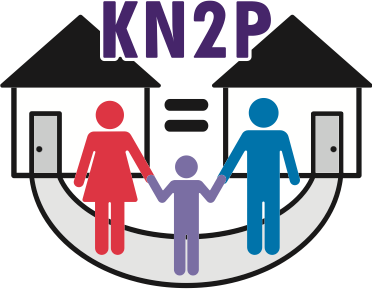 KN2P
=